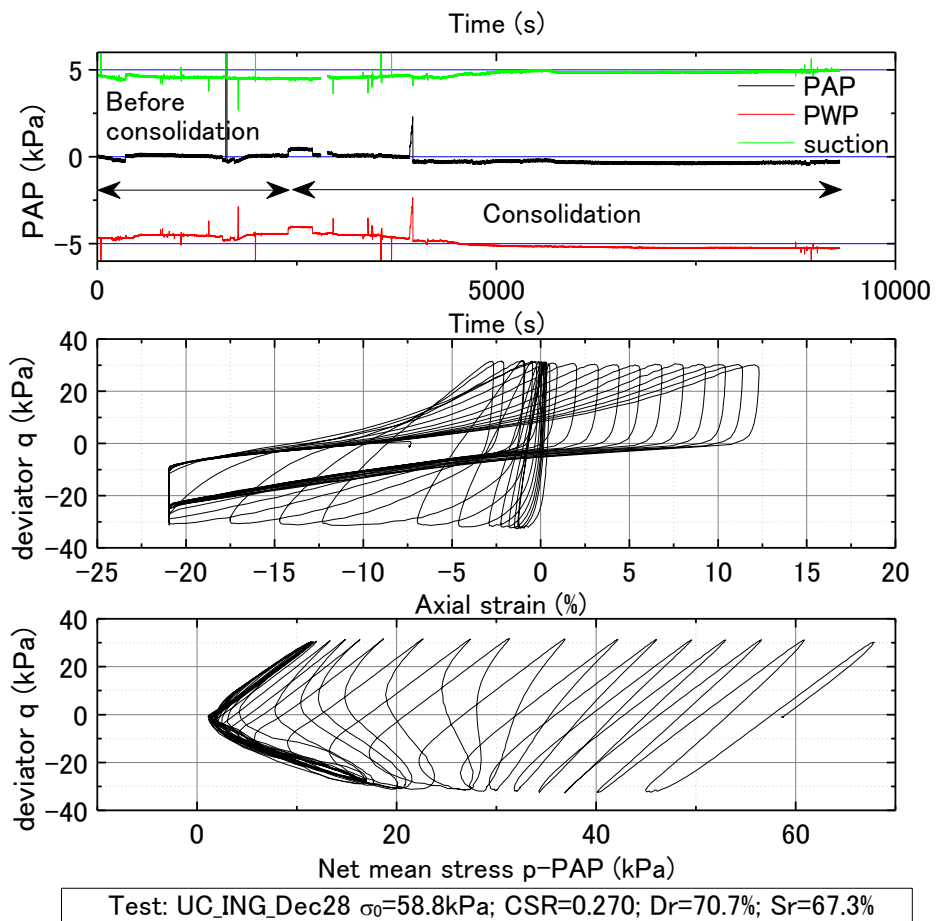 Time (s)
5
0
−5
PAP (kPa)
Before
consolidation
PAP
PWP
suction
Consolidation
0 5000 10000
Time (s)
40
20
0
−20
−40
deviator q (kPa)
−25 −20 −15 −10 −5 0 5 10 15 20
Axial strain (%)
40
20
0
−20
−40
deviator q (kPa)
0 20 40 60
Net mean stress p-PAP (kPa)
Test: UC_ING_Dec28 σ₀=58.8kPa; CSR=0.270; Dr=70.7%; Sr=67.3%